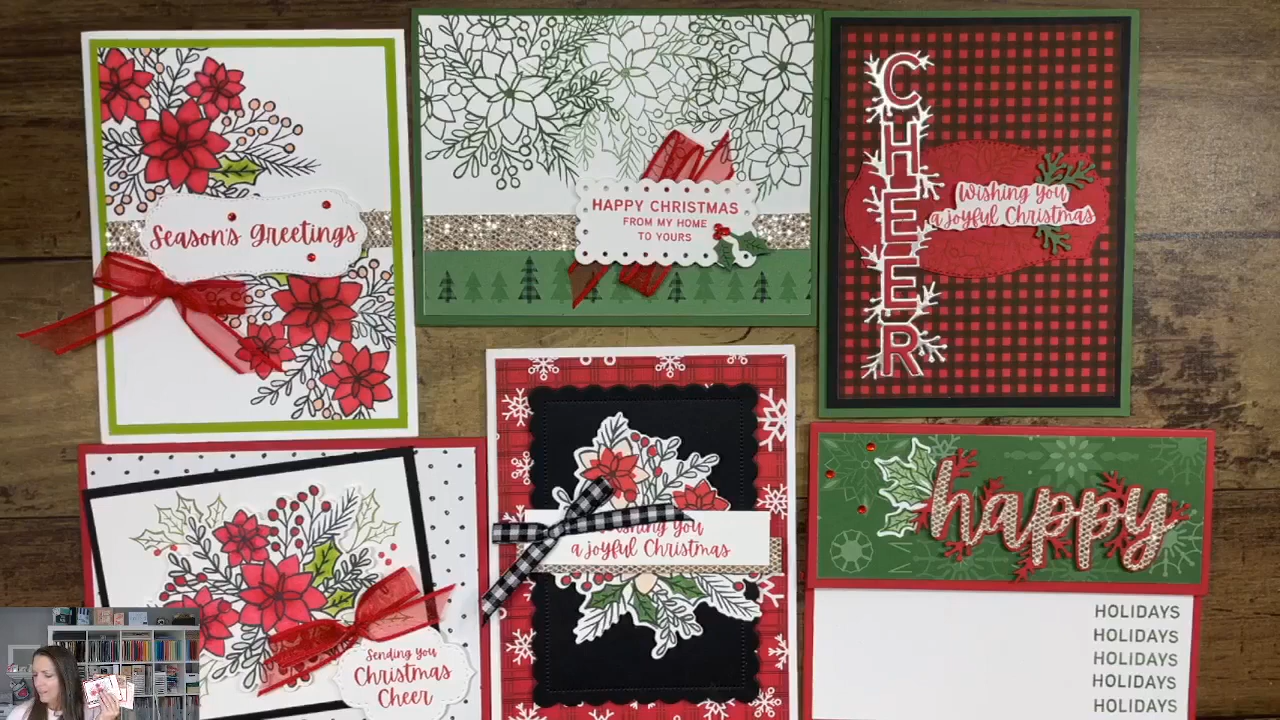 Season's Greetings
HAPPY CHRISTMAS
FROM MY HOME
TO YOURS
CHEER
Wishing you
a joyful Christmas
Sending you
Christmas
Cheer
Wishing you
a joyful Christmas
happy
HOLIDAYS
HOLIDAYS
HOLIDAYS
HOLIDAYS
HOLIDAYS